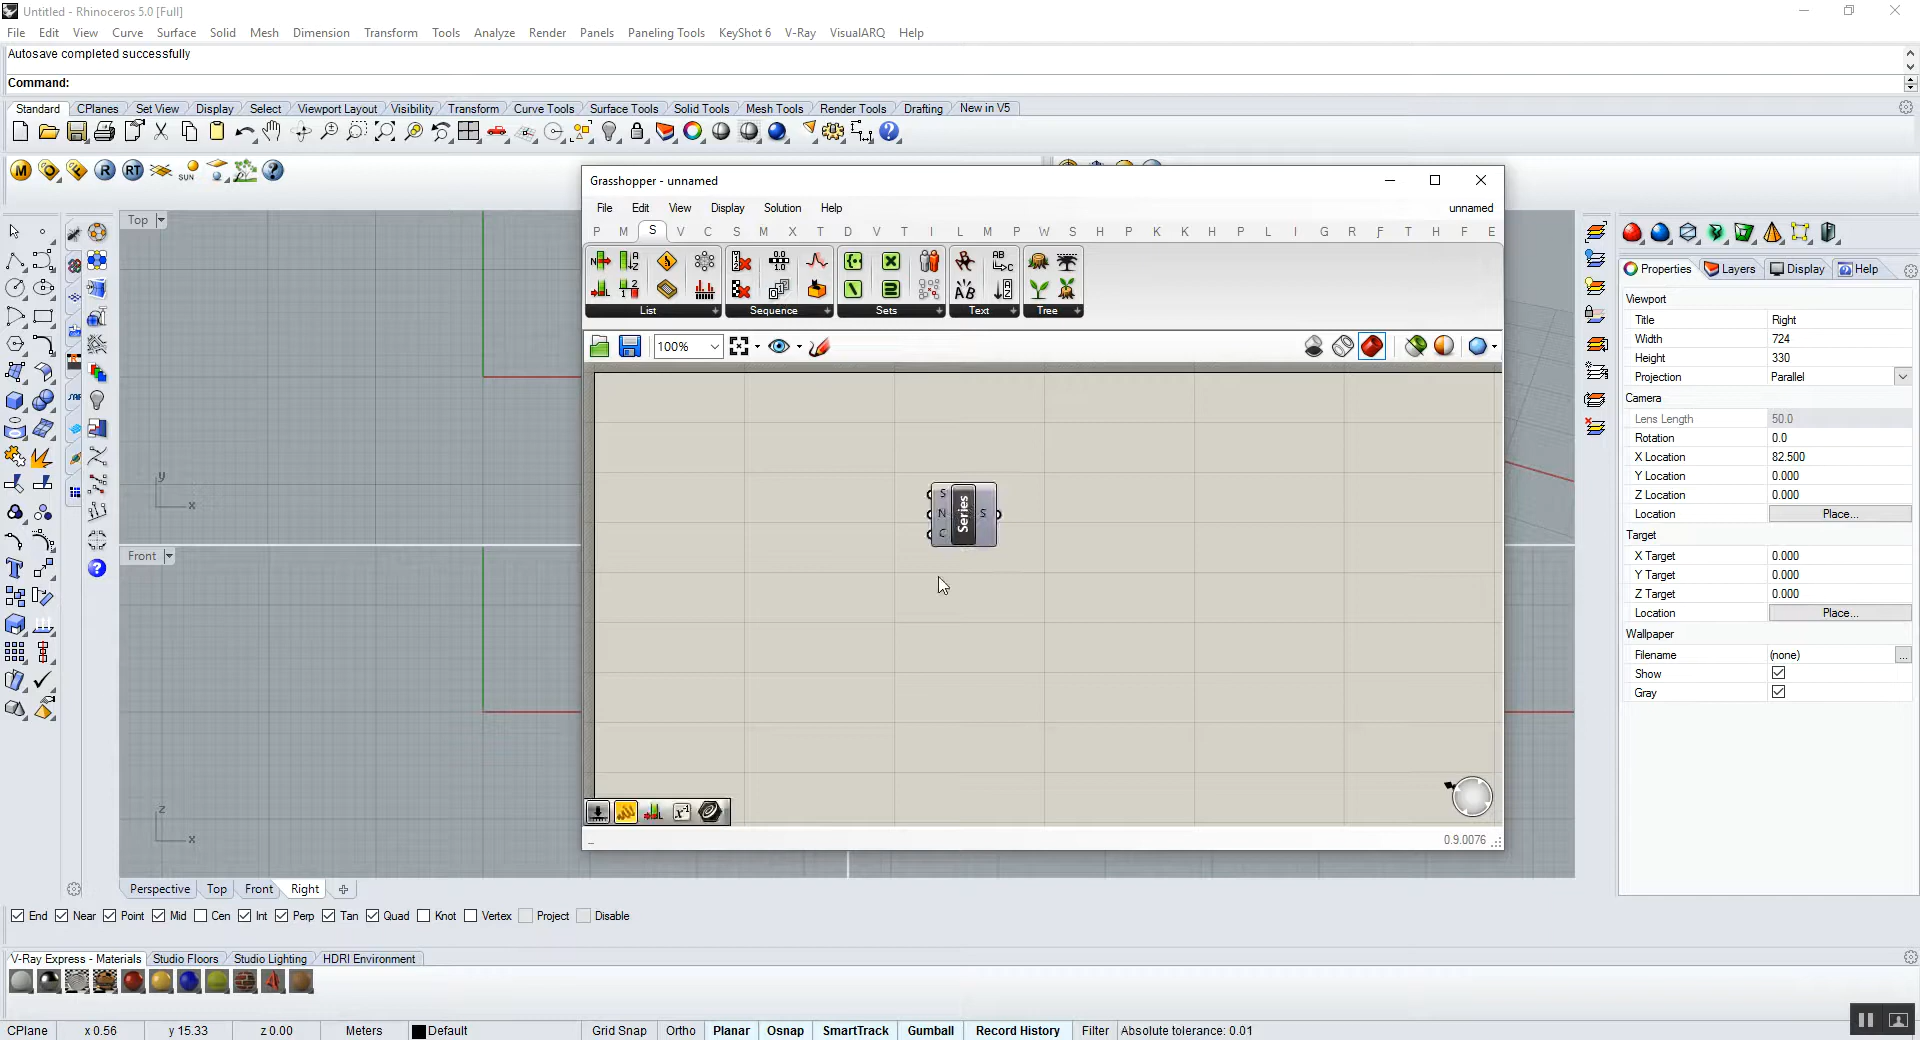 Untitled - Rhinoceros 5.0 [Full]
File Edit View Curve Surface Solid Mesh Dimension Transform Tools Analyze Render Panels Paneling Tools KeyShot 6 V-Ray VisualARQ Help
Autosave completed successfully
Command:
Standard CPlanes Set View Display Select Viewport Layout Visibility Transform Curve Tools Surface Tools Solid Tools Mesh Tools Render Tools Drafting New in V5
M R RT SUN
Grasshopper - unnamed
File Edit View Display Solution Help unnamed
P M S V C S M X T D V T I L M P W S H P K K H P L I G R F T H F E
List Sequence Sets Text Tree
100%
S
N
C
Series
S
0.9.0076
Top
y
x
Front
z
x
Properties Layers Display Help
Viewport
Title Right
Width 724
Height 330
Projection Parallel
Camera
Lens Length 50.0
Rotation 0.0
X Location 82.500
Y Location 0.000
Z Location 0.000
Location Place...
Target
X Target 0.000
Y Target 0.000
Z Target 0.000
Location Place...
Wallpaper
Filename (none) ...
Show
Gray
Perspective Top Front Right
End Near Point Mid Cen Int Perp Tan Quad Knot Vertex Project Disable
V-Ray Express - Materials Studio Floors Studio Lighting HDRI Environment
CPlane x 0.56 y 15.33 z 0.00 Meters Default Grid Snap Ortho Planar Osnap SmartTrack Gumball Record History Filter Absolute tolerance: 0.01